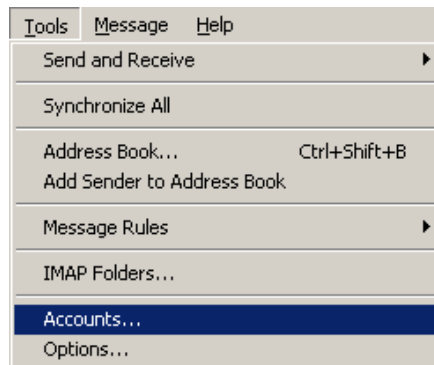 Tools Message Help
Send and Receive
Synchronize All
Address Book... Ctrl+Shift+B
Add Sender to Address Book
Message Rules
IMAP Folders...
Accounts...
Options...